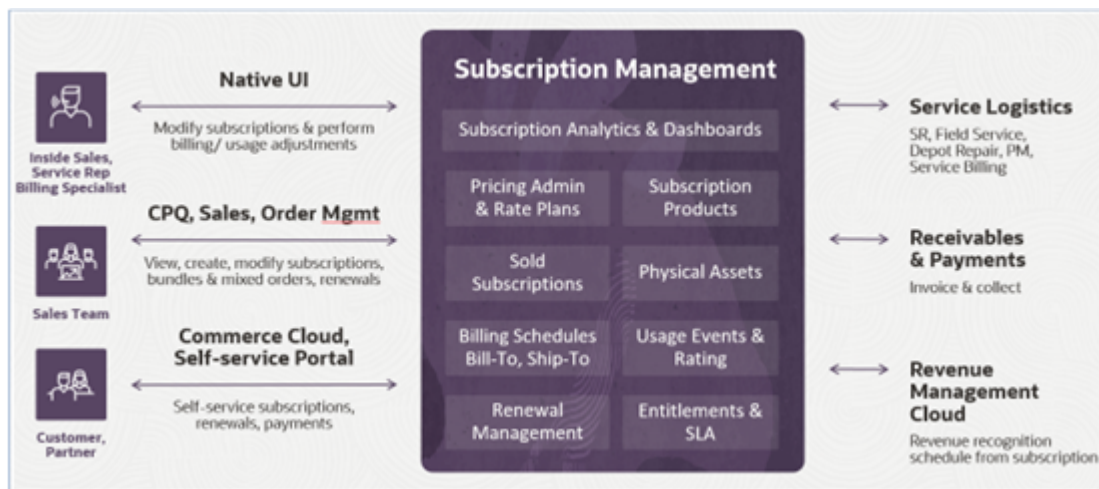 Native UI
Modify subscriptions & perform
billing/ usage adjustments
Inside Sales,
Service Rep
Billing Specialist
CPQ, Sales, Order Mgmt
View, create, modify subscriptions,
bundles & mixed orders, renewals
Sales Team
Commerce Cloud,
Self-service Portal
Self-service subscriptions,
renewals, payments
Customer,
Partner
Subscription Management
Subscription Analytics & Dashboards
Pricing Admin
& Rate Plans
Subscription
Products
Sold
Subscriptions
Physical Assets
Billing Schedules
Bill-To, Ship-To
Usage Events &
Rating
Renewal
Management
Entitlements &
SLA
Service Logistics
SR, Field Service,
Depot Repair, PM,
Service Billing
Receivables
& Payments
Invoice & collect
Revenue
Management
Cloud
Revenue recognition
schedule from subscription